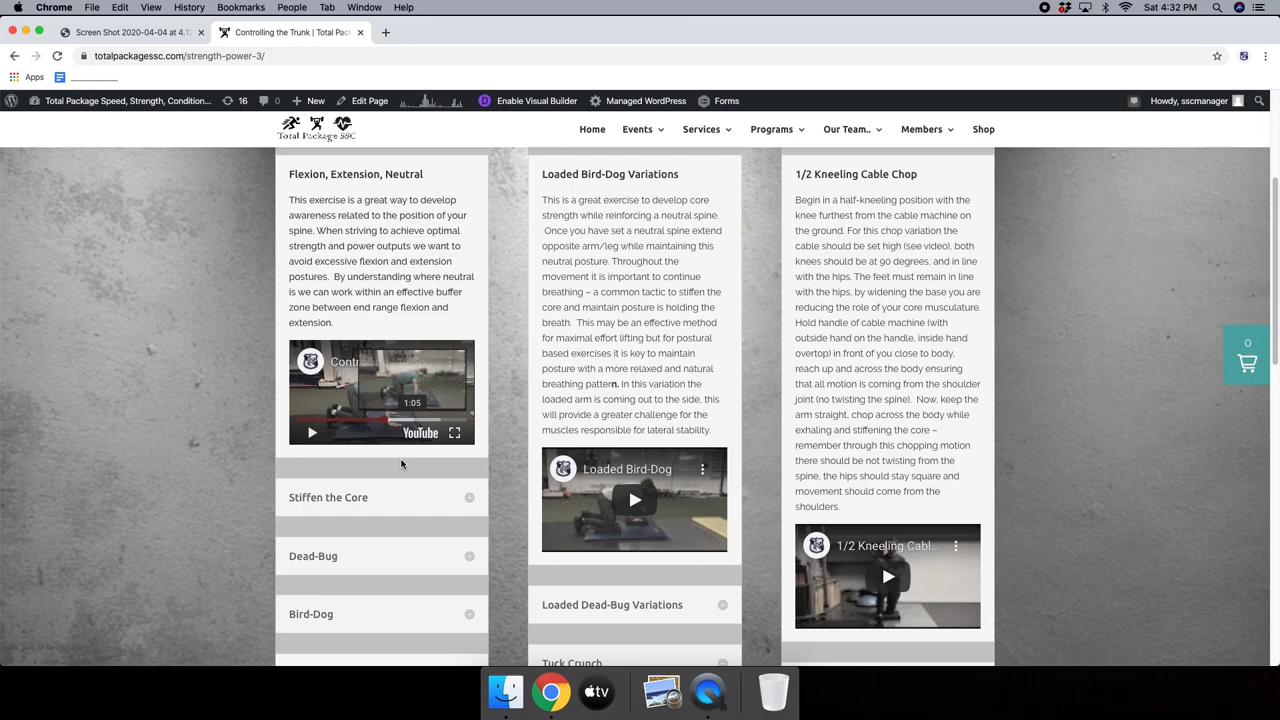 Chrome File Edit View History Bookmarks People Tab Window Help Sat 4:32 PM
Screen Shot 2020-04-04 at 4.1 Controlling the Trunk | Total Pac
totalpackagessc.com/strength-power-3/
Apps
Total Package Speed, Strength, Condition... 16 0 New Edit Page Enable Visual Builder Managed WordPress Forms Howdy, sscmanager
Total Package SSC Home Events Services Programs Our Team.. Members Shop
Flexion, Extension, Neutral
This exercise is a great way to develop
awareness related to the position of your
spine. When striving to achieve optimal
strength and power outputs we want to
avoid excessive flexion and extension
postures. By understanding where neutral
is we can work within an effective buffer
zone between end range flexion and
extension.
Contr
1:05
YouTube
Stiffen the Core
Dead-Bug
Bird-Dog
Loaded Bird-Dog Variations
This is a great exercise to develop core
strength while reinforcing a neutral spine.
Once you have set a neutral spine extend
opposite arm/leg while maintaining this
neutral posture. Throughout the
movement it is important to continue
breathing – a common tactic to stiffen the
core and maintain posture is holding the
breath. This may be an effective method
for maximal effort lifting but for postural
based exercises it is key to maintain
posture with a more relaxed and natural
breathing pattern. In this variation the
loaded arm is coming out to the side, this
will provide a greater challenge for the
muscles responsible for lateral stability.
Loaded Bird-Dog
Loaded Dead-Bug Variations
Tuck Crunch
1/2 Kneeling Cable Chop
Begin in a half-kneeling position with the
knee furthest from the cable machine on
the ground. For this chop variation the
cable should be set high (see video), both
knees should be at 90 degrees, and in line
with the hips. The feet must remain in line
with the hips, by widening the base you are
reducing the role of your core musculature.
Hold handle of cable machine (with
outside hand on the handle, inside hand
overtop) in front of you close to body,
reach up and across the body ensuring
that all motion is coming from the shoulder
joint (no twisting the spine). Now, keep the
arm straight, chop across the body while
exhaling and stiffening the core –
remember through this chopping motion
there should be not twisting from the
spine, the hips should stay square and
movement should come from the
shoulders.
1/2 Kneeling Cabl...
0
tv